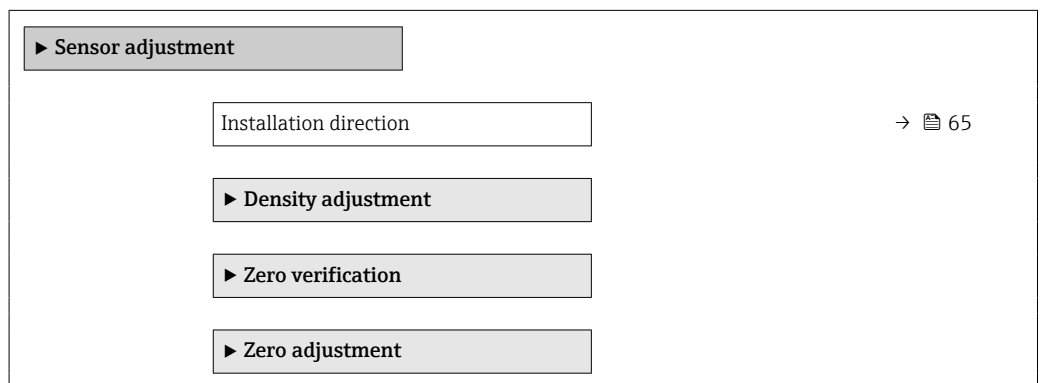 ▶ Sensor adjustment
Installation direction → 🖺 65
▶ Density adjustment
▶ Zero verification
▶ Zero adjustment